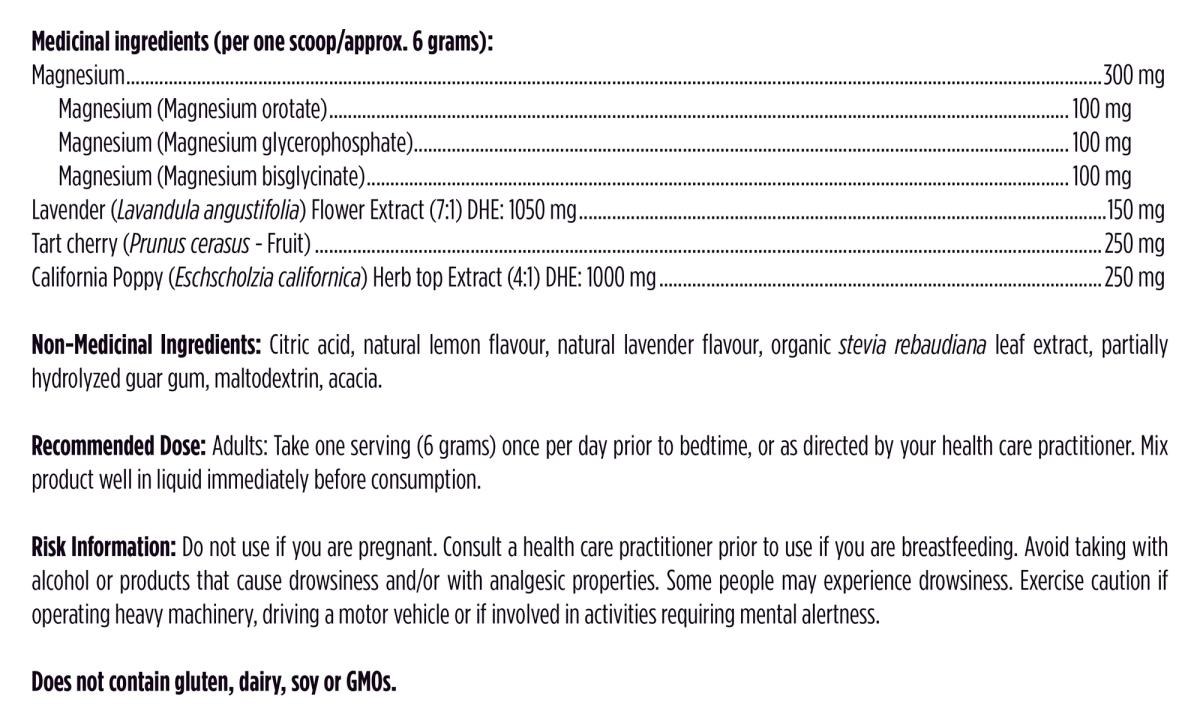 Medicinal ingredients (per one scoop/approx. 6 grams):
Magnesium........300 mg
Magnesium (Magnesium orotate)........100 mg
Magnesium (Magnesium glycerophosphate)........100 mg
Magnesium (Magnesium bisglycinate)........100 mg
Lavender (Lavandula angustifolia) Flower Extract (7:1) DHE: 1050 mg........150 mg
Tart cherry (Prunus cerasus - Fruit)........250 mg
California Poppy (Eschscholzia californica) Herb top Extract (4:1) DHE: 1000 mg........250 mg
Non-Medicinal Ingredients: Citric acid, natural lemon flavour, natural lavender flavour, organic stevia rebaudiana leaf extract, partially
hydrolyzed guar gum, maltodextrin, acacia.
Recommended Dose: Adults: Take one serving (6 grams) once per day prior to bedtime, or as directed by your health care practitioner. Mix
product well in liquid immediately before consumption.
Risk Information: Do not use if you are pregnant. Consult a health care practitioner prior to use if you are breastfeeding. Avoid taking with
alcohol or products that cause drowsiness and/or with analgesic properties. Some people may experience drowsiness. Exercise caution if
operating heavy machinery, driving a motor vehicle or if involved in activities requiring mental alertness.
Does not contain gluten, dairy, soy or GMOs.